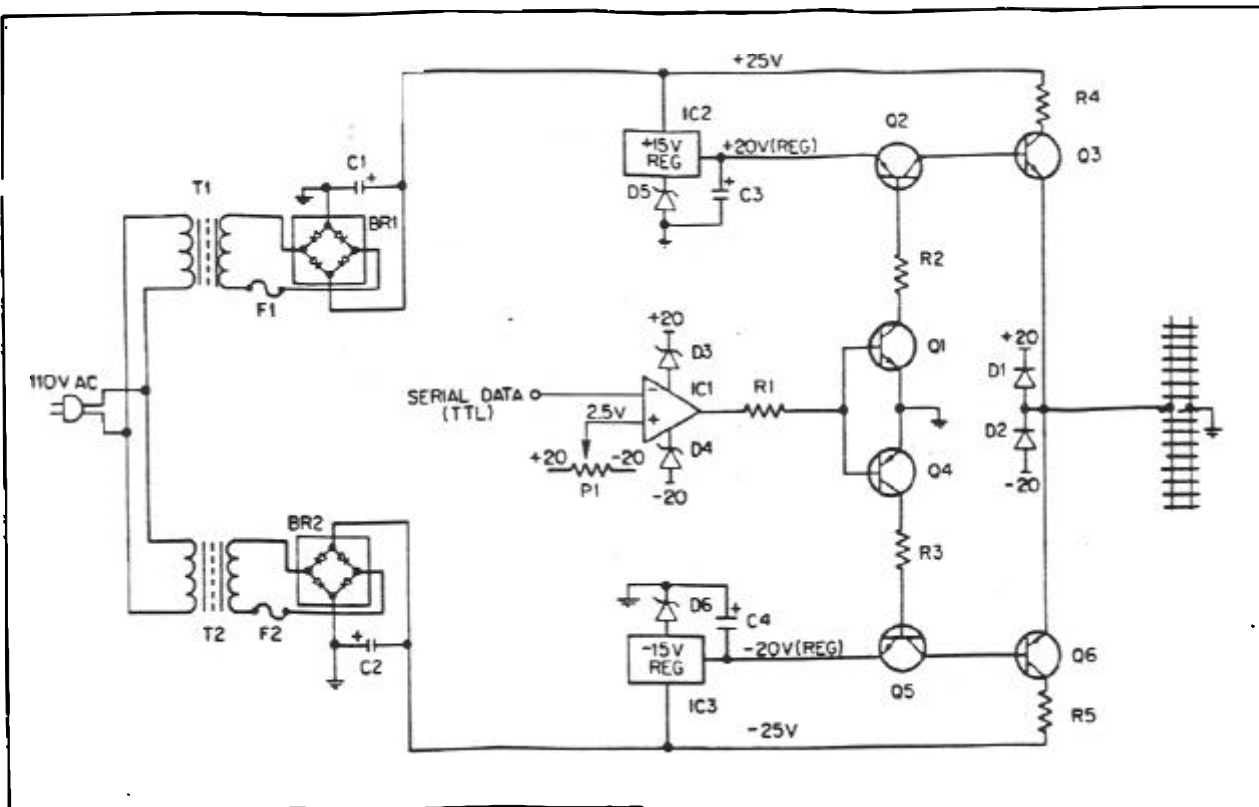 +25V
R4
IC2
Q2
+15V
REG
+20V(REG)
Q3
C1
+
+
D5
C3
T1
BR1
R2
F1
+20
D3
Q1
+20
110V AC
SERIAL DATA
(TTL)
-
IC1
R1
D1
2.5V
+
D4
D2
+20
-20
P1
-20
Q4
-20
BR2
R3
D6
+
C4
T2
F2
+
C2
-15V
REG
-20V(REG)
Q6
IC3
Q5
R5
-25V